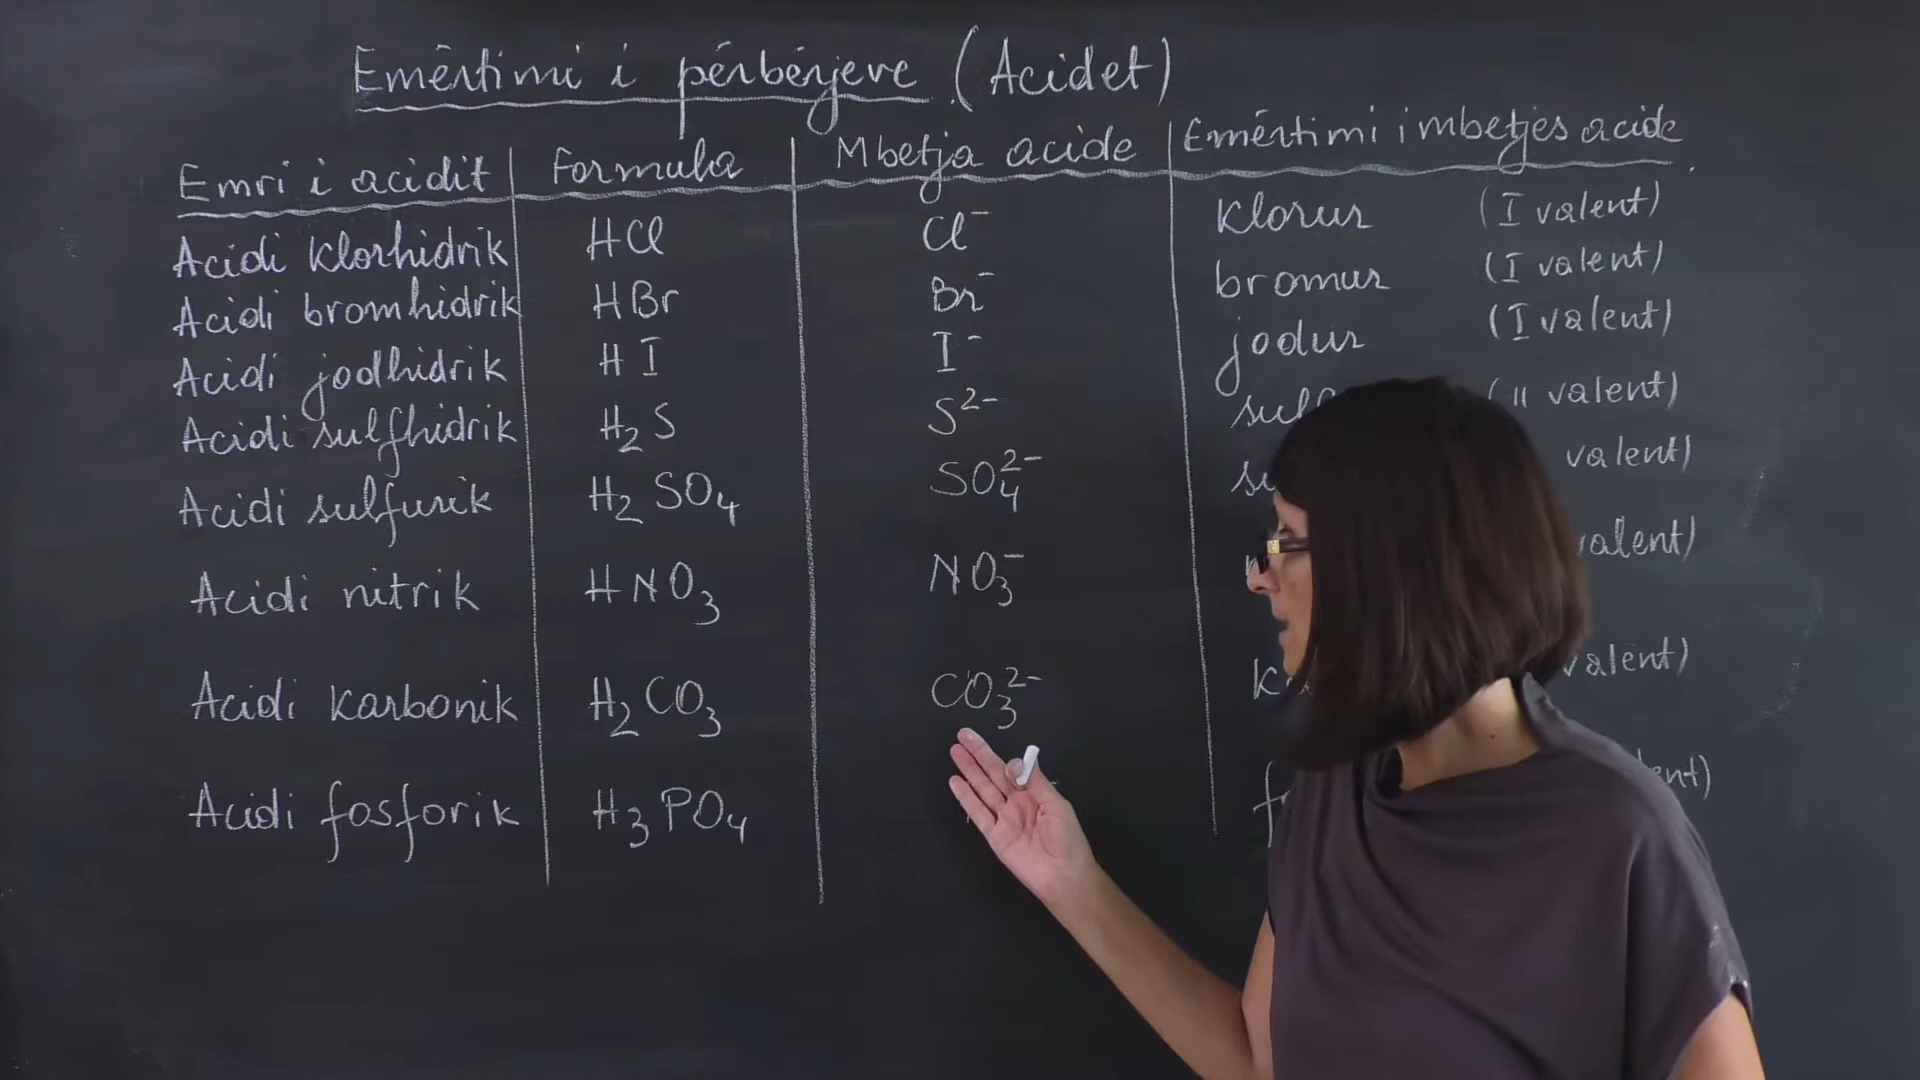 Emërtimi i përbërjeve (Acidet)
Emri i acidit Formula Mbetja acide Emërtimi i mbetjes acide
Acidi klorhidrik HCl Cl⁻ klorur (I valent)
Acidi bromhidrik HBr Br⁻ bromur (I valent)
Acidi jodhidrik HI I⁻ jodur (I valent)
Acidi sulfhidrik H₂S S²⁻ (II valent)
Acidi sulfurik H₂SO₄ SO₄²⁻ valent)
Acidi nitrik HNO₃ NO₃⁻ valent)
Acidi karbonik H₂CO₃ CO₃²⁻ valent)
Acidi fosforik H₃PO₄